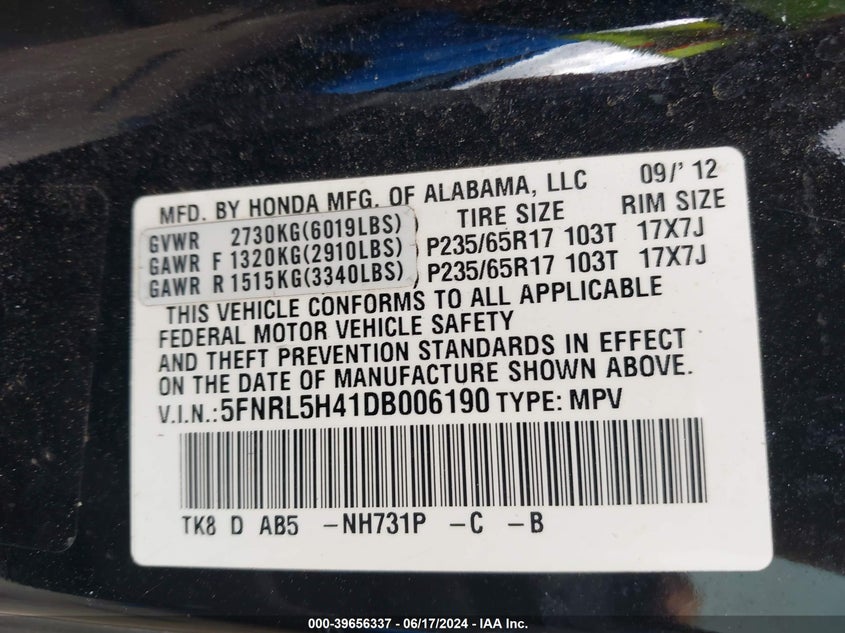 MFD. BY HONDA MFG. OF ALABAMA, LLC 09/' 12
GVWR 2730KG(6019LBS) TIRE SIZE RIM SIZE
GAWR F 1320KG(2910LBS) P235/65R17 103T 17X7J
GAWR R 1515KG(3340LBS) P235/65R17 103T 17X7J
THIS VEHICLE CONFORMS TO ALL APPLICABLE
FEDERAL MOTOR VEHICLE SAFETY
AND THEFT PREVENTION STANDARDS IN EFFECT
ON THE DATE OF MANUFACTURE SHOWN ABOVE.
V.I.N.:5FNRL5H41DB006190 TYPE: MPV
TK8 D AB5 -NH731P -C -B
000-39656337 - 06/17/2024 - IAA Inc.